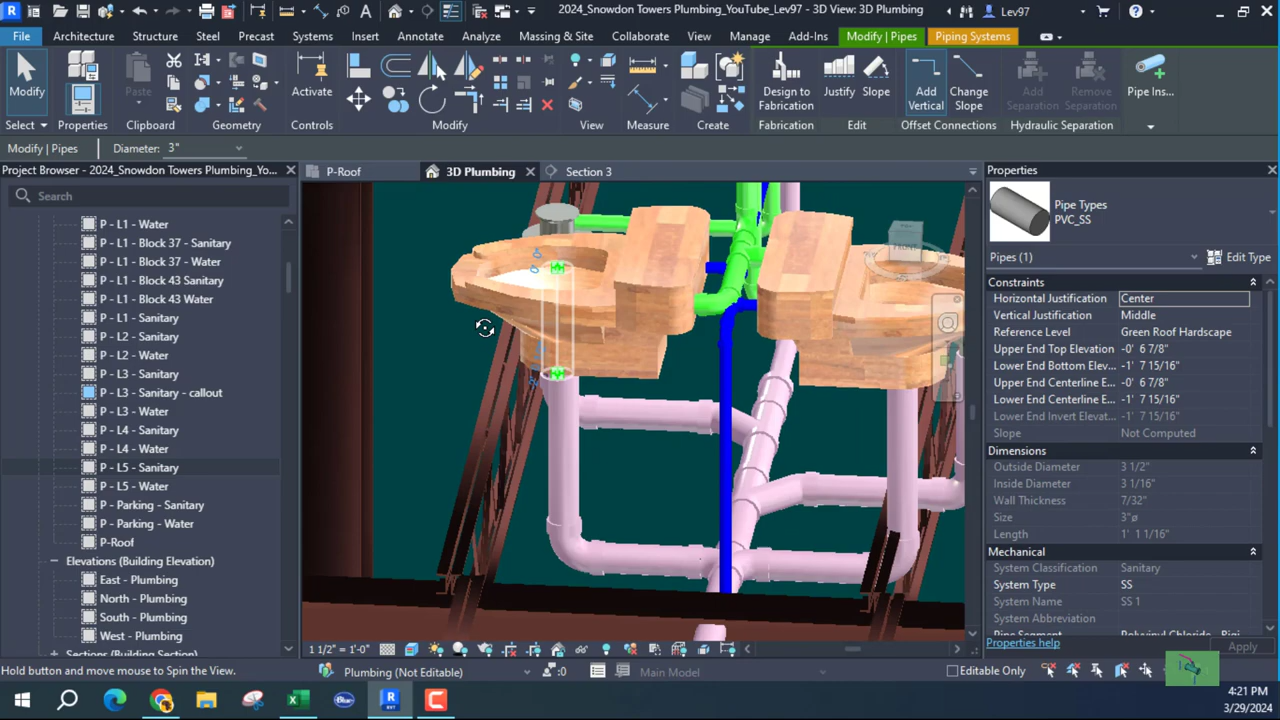 2024_Snowdon Towers Plumbing_YouTube_Lev97 - 3D View: 3D Plumbing
Lev97
File Architecture Structure Steel Precast Systems Insert Annotate Analyze Massing & Site Collaborate View Manage Add-Ins Modify | Pipes Piping Systems
Modify Properties Paste Activate Design to Fabrication Justify Slope Add Vertical Change Slope Add Separation Remove Separation Pipe Ins...
Select Properties Clipboard Geometry Controls Modify View Measure Create Fabrication Edit Offset Connections Hydraulic Separation
Modify | Pipes Diameter: 3"
Project Browser - 2024_Snowdon Towers Plumbing_Yo...
Search
P - L1 - Water
P - L1 - Block 37 - Sanitary
P - L1 - Block 37 - Water
P - L1 - Block 43 Sanitary
P - L1 - Block 43 Water
P - L1 - Sanitary
P - L2 - Sanitary
P - L2 - Water
P - L3 - Sanitary
P - L3 - Sanitary - callout
P - L3 - Water
P - L4 - Sanitary
P - L4 - Water
P - L5 - Sanitary
P - L5 - Water
P - Parking - Sanitary
P - Parking - Water
P-Roof
Elevations (Building Elevation)
East - Plumbing
North - Plumbing
South - Plumbing
West - Plumbing
Sections (Building Section)
P-Roof 3D Plumbing Section 3
Properties
Pipe Types
PVC_SS
Pipes (1) Edit Type
Constraints
Horizontal Justification Center
Vertical Justification Middle
Reference Level Green Roof Hardscape
Upper End Top Elevation -0' 6 7/8"
Lower End Bottom Elev... -1' 7 15/16"
Upper End Centerline E... -0' 6 7/8"
Lower End Centerline E... -1' 7 15/16"
Lower End Invert Elevat... -1' 7 15/16"
Slope Not Computed
Dimensions
Outside Diameter 3 1/2"
Inside Diameter 3 1/16"
Wall Thickness 7/32"
Size 3"ø
Length 1' 1 1/16"
Mechanical
System Classification Sanitary
System Type SS
System Name SS 1
System Abbreviation
Properties help Apply
1 1/2" = 1'-0"
Hold button and move mouse to Spin the View. Plumbing (Not Editable) :0 Main Model Editable Only
4:21 PM
3/29/2024